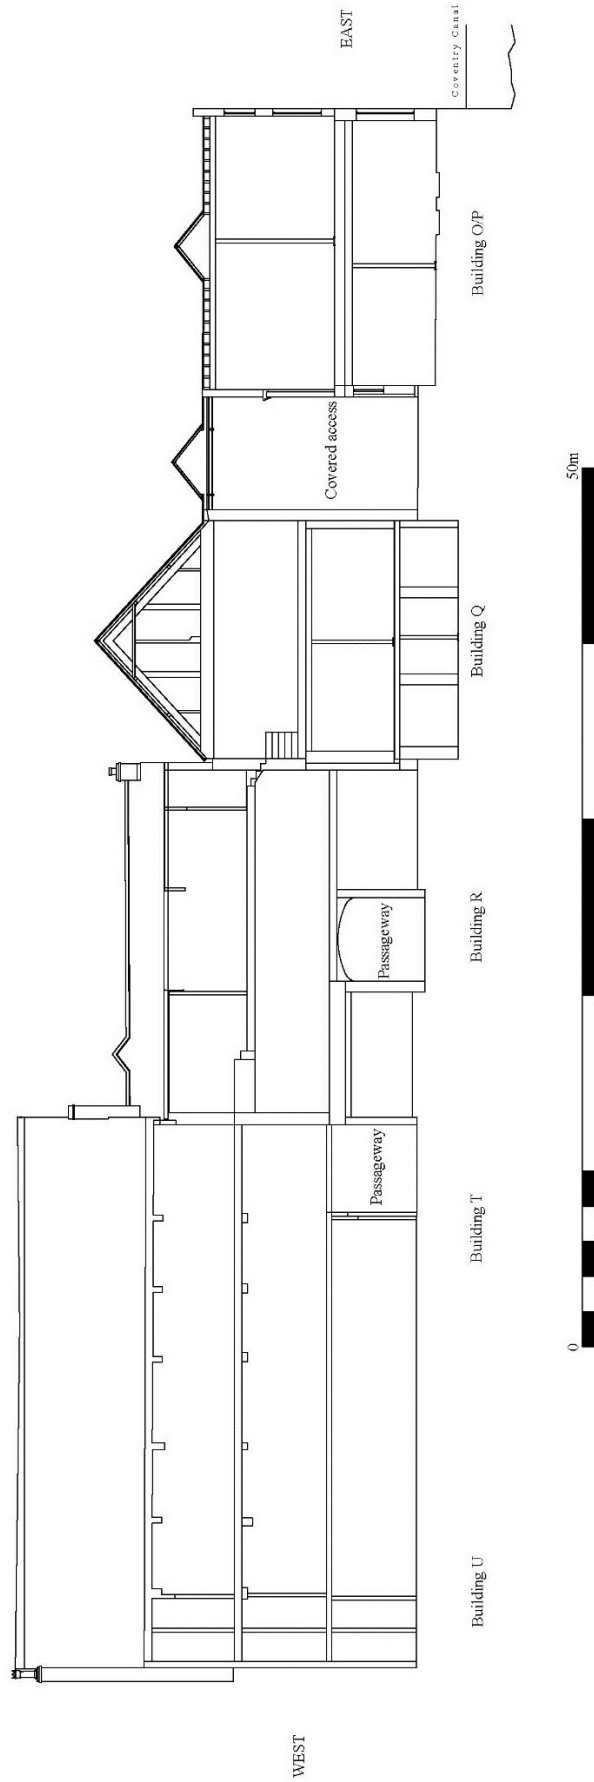 WEST
EAST
Coventry Canal
Covered access
Passageway
Passageway
Building U
Building T
Building R
Building Q
Building O/P
0
50m